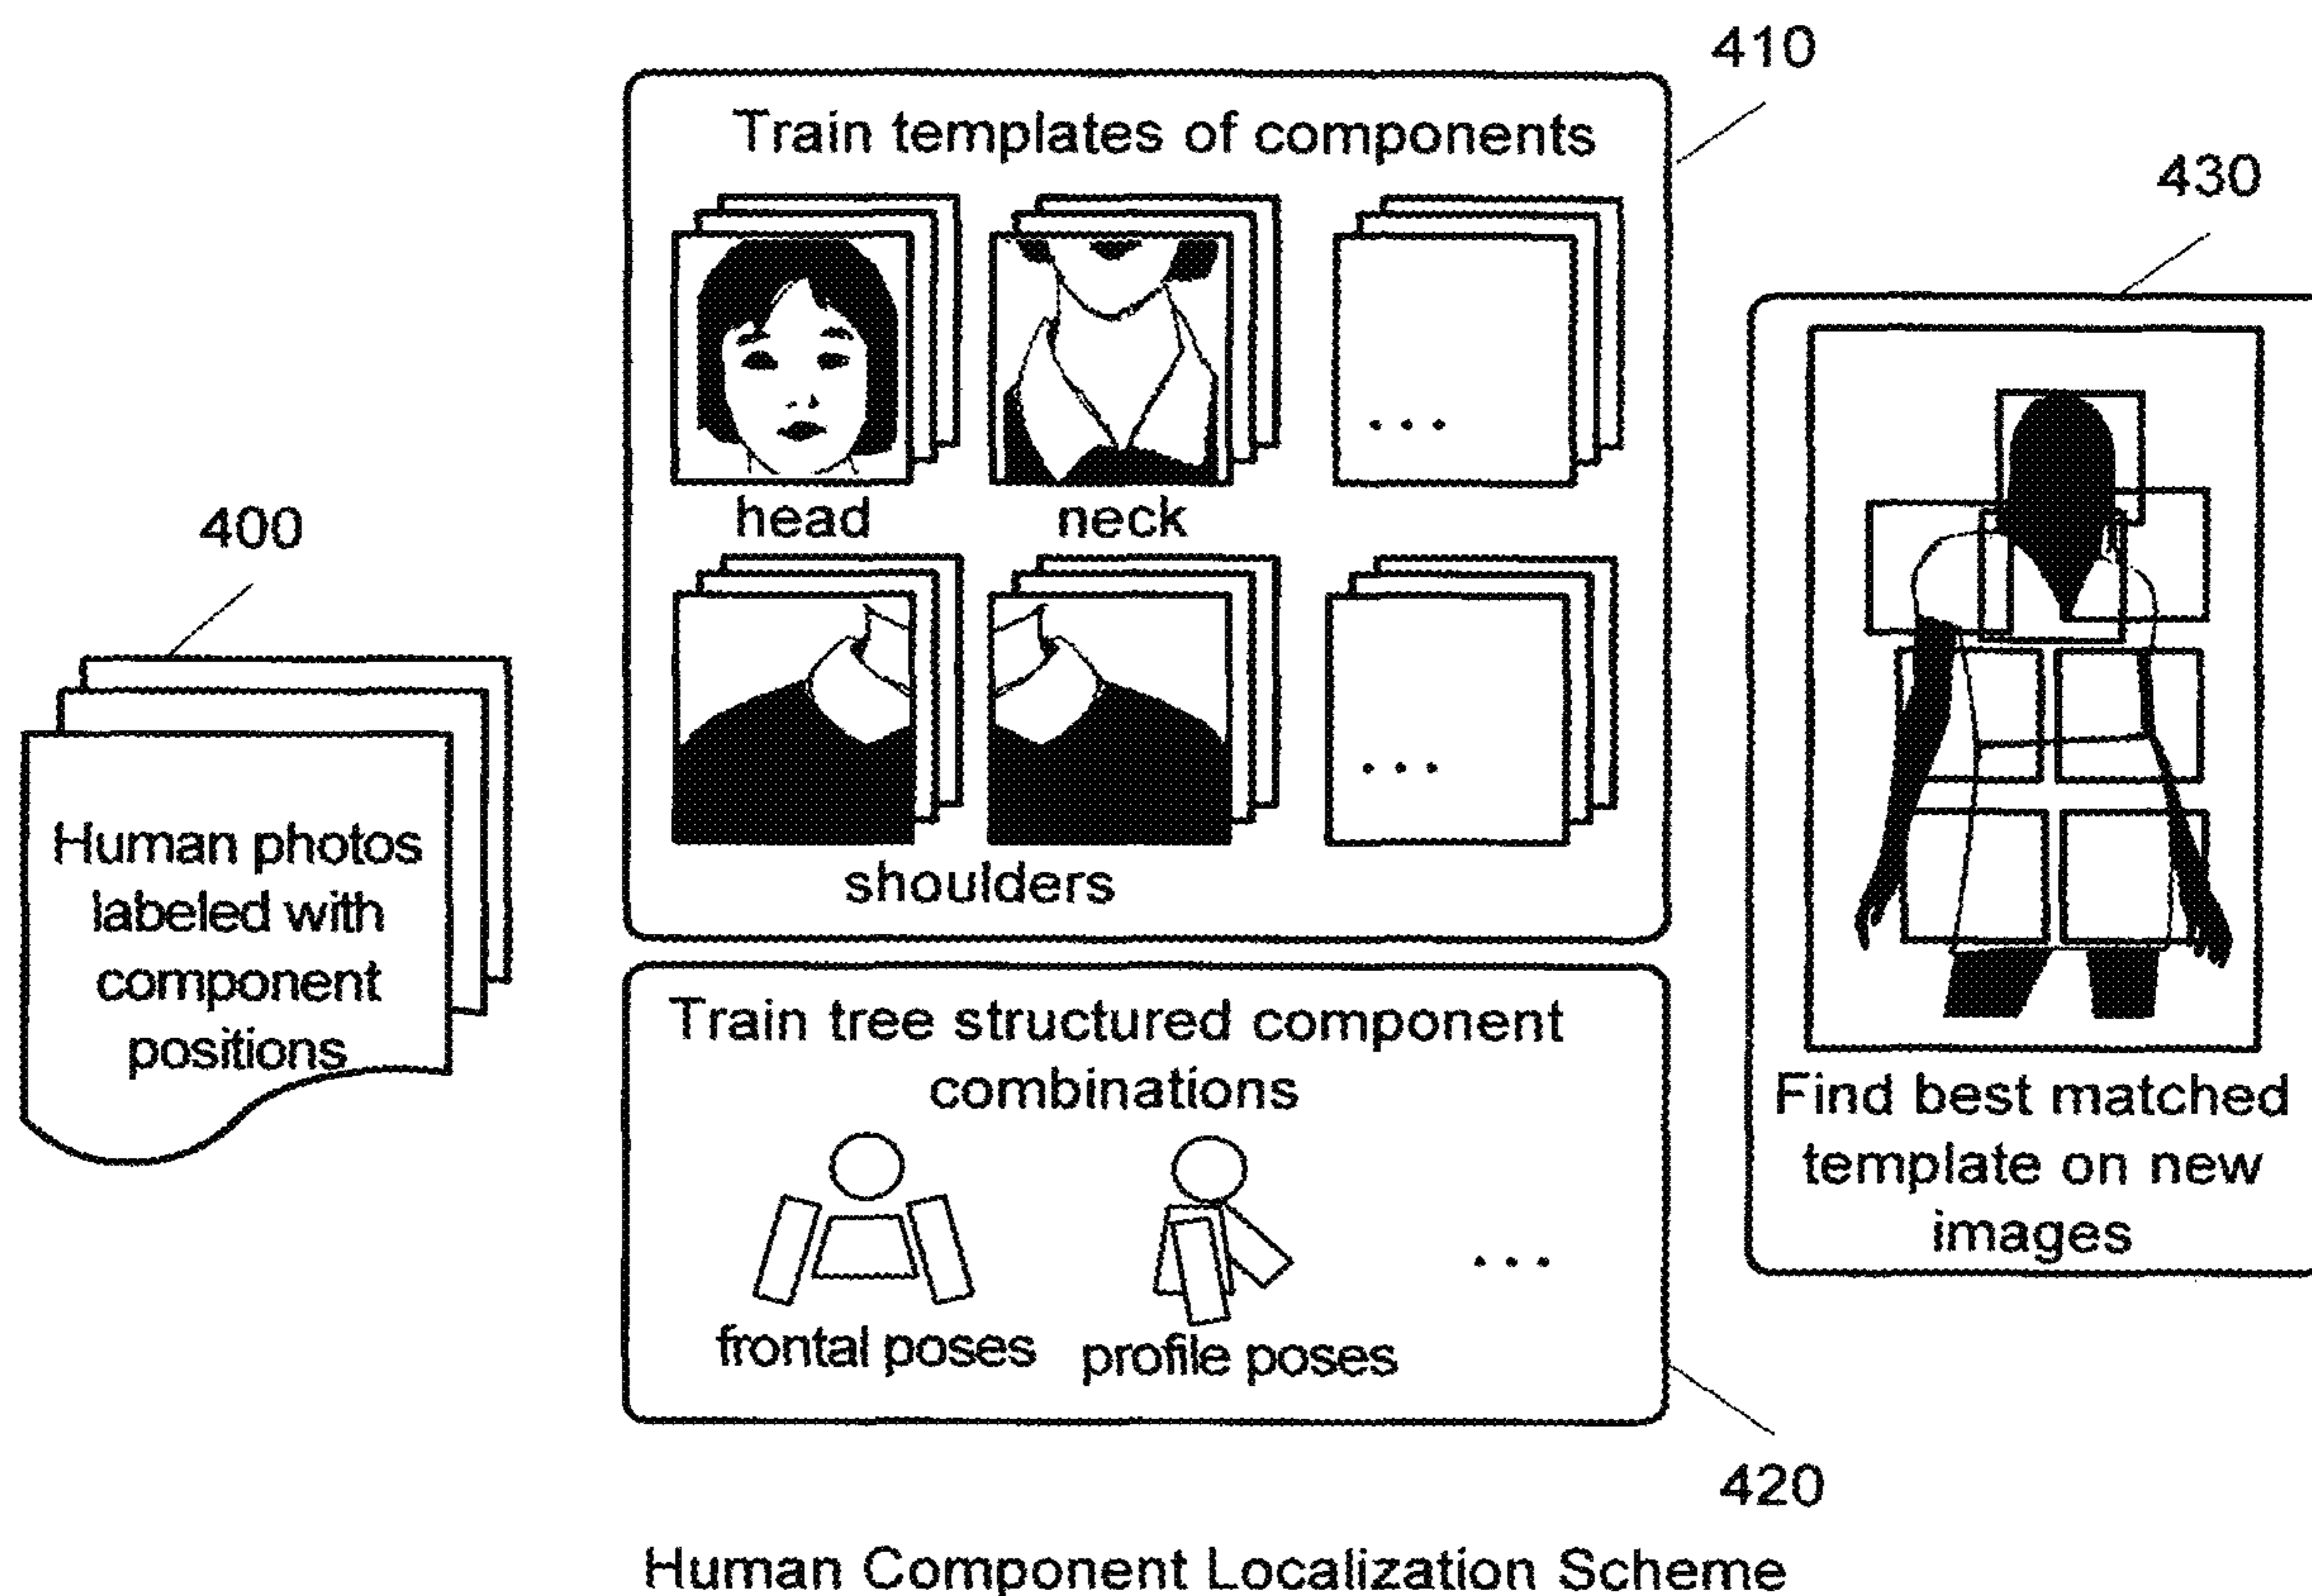 400
Human photos
labeled with
component
positions
410
Train templates of components
...
head
neck
...
shoulders
Train tree structured component
combinations
...
frontal poses
profile poses
420
430
Find best matched
template on new
images
Human Component Localization Scheme